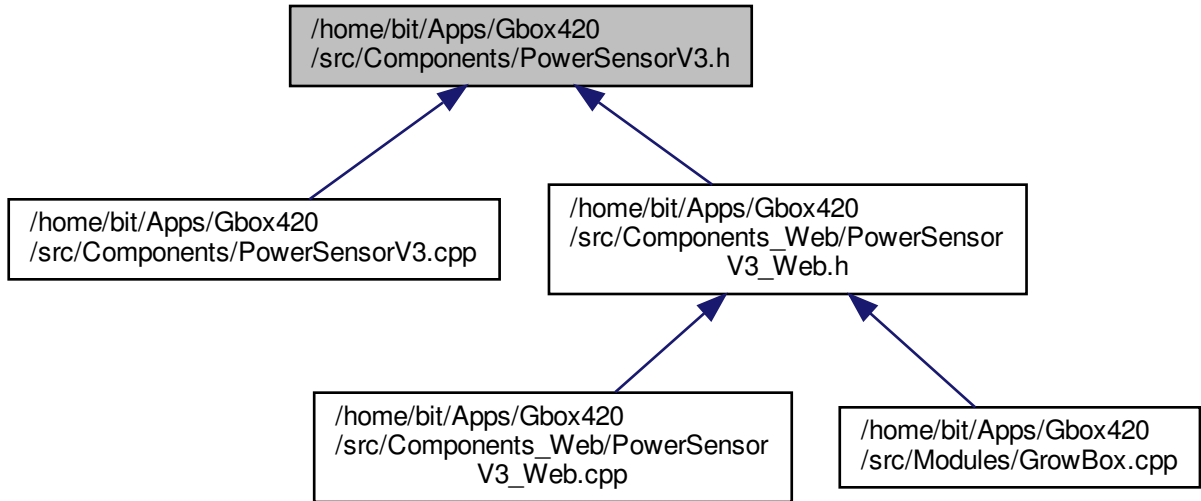 /home/bit/Apps/Gbox420
/src/Components/PowerSensorV3.h
/home/bit/Apps/Gbox420
/src/Components/PowerSensorV3.cpp
/home/bit/Apps/Gbox420
/src/Components_Web/PowerSensor
V3_Web.h
/home/bit/Apps/Gbox420
/src/Components_Web/PowerSensor
V3_Web.cpp
/home/bit/Apps/Gbox420
/src/Modules/GrowBox.cpp